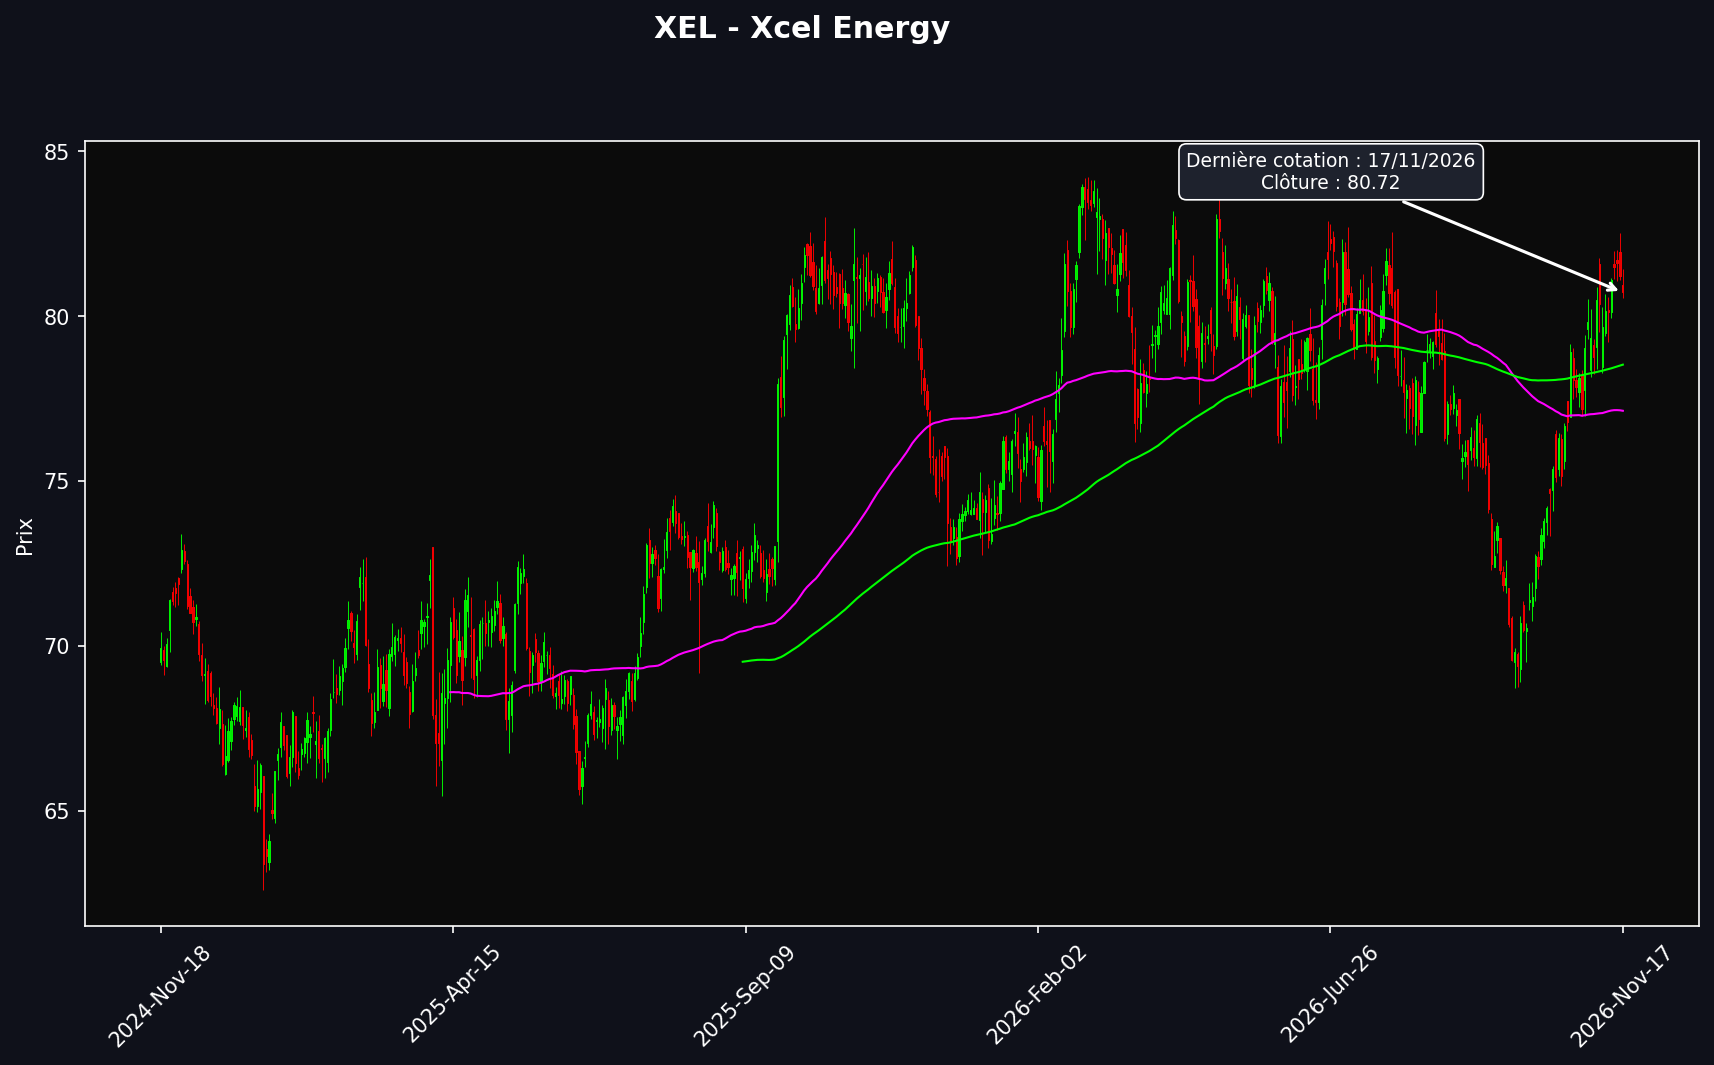 XEL - Xcel Energy
Dernière cotation : 17/11/2026
Clôture : 80.72
Prix
85
80
75
70
65
2024-Nov-18
2025-Apr-15
2025-Sep-09
2026-Feb-02
2026-Jun-26
2026-Nov-17